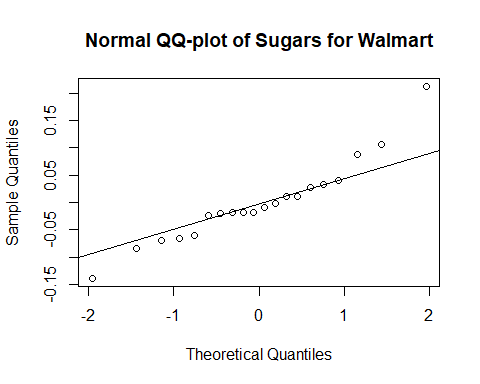 Normal QQ-plot of Sugars for Walmart
Sample Quantiles
0.15
0.05
-0.05
-0.15
-2 -1 0 1 2
Theoretical Quantiles